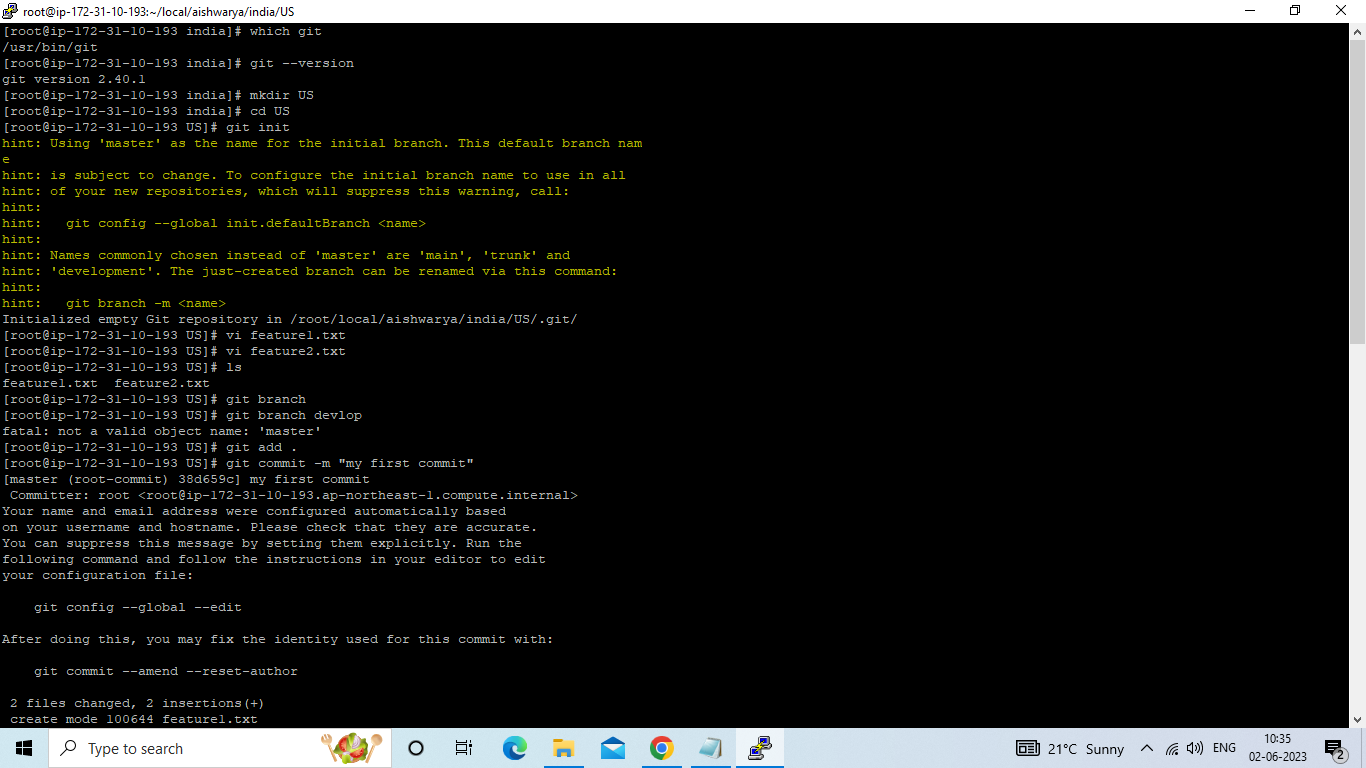 root@ip-172-31-10-193:~/local/aishwarya/india/US
[root@ip-172-31-10-193 india]# which git
/usr/bin/git
[root@ip-172-31-10-193 india]# git --version
git version 2.40.1
[root@ip-172-31-10-193 india]# mkdir US
[root@ip-172-31-10-193 india]# cd US
[root@ip-172-31-10-193 US]# git init
hint: Using 'master' as the name for the initial branch. This default branch nam
e
hint: is subject to change. To configure the initial branch name to use in all
hint: of your new repositories, which will suppress this warning, call:
hint:
hint:   git config --global init.defaultBranch <name>
hint:
hint: Names commonly chosen instead of 'master' are 'main', 'trunk' and
hint: 'development'. The just-created branch can be renamed via this command:
hint:
hint:   git branch -m <name>
Initialized empty Git repository in /root/local/aishwarya/india/US/.git/
[root@ip-172-31-10-193 US]# vi feature1.txt
[root@ip-172-31-10-193 US]# vi feature2.txt
[root@ip-172-31-10-193 US]# ls
feature1.txt  feature2.txt
[root@ip-172-31-10-193 US]# git branch
[root@ip-172-31-10-193 US]# git branch devlop
fatal: not a valid object name: 'master'
[root@ip-172-31-10-193 US]# git add .
[root@ip-172-31-10-193 US]# git commit -m "my first commit"
[master (root-commit) 38d659c] my first commit
 Committer: root <root@ip-172-31-10-193.ap-northeast-1.compute.internal>
Your name and email address were configured automatically based
on your username and hostname. Please check that they are accurate.
You can suppress this message by setting them explicitly. Run the
following command and follow the instructions in your editor to edit
your configuration file:
    git config --global --edit
After doing this, you may fix the identity used for this commit with:
    git commit --amend --reset-author
 2 files changed, 2 insertions(+)
 create mode 100644 feature1.txt
Type to search
21°C Sunny
ENG
10:35
02-06-2023
2